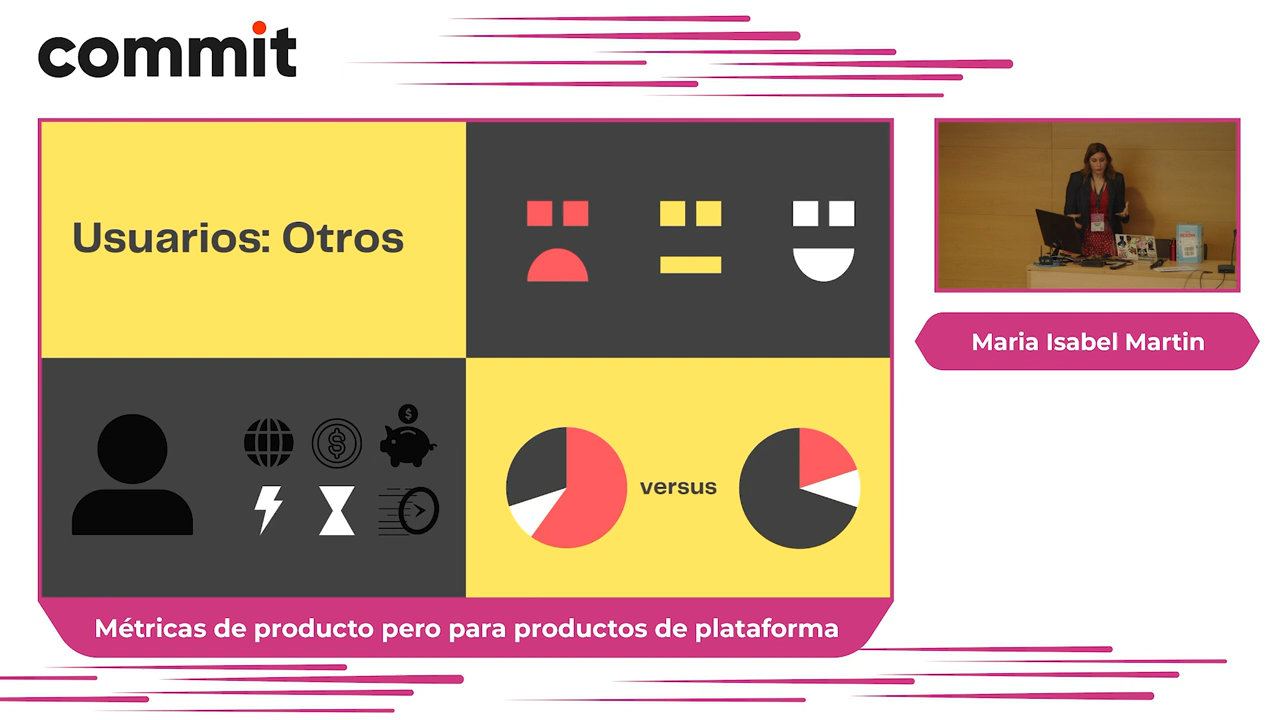 commit
Usuarios: Otros
$
$
versus
Maria Isabel Martin
Métricas de producto pero para productos de plataforma